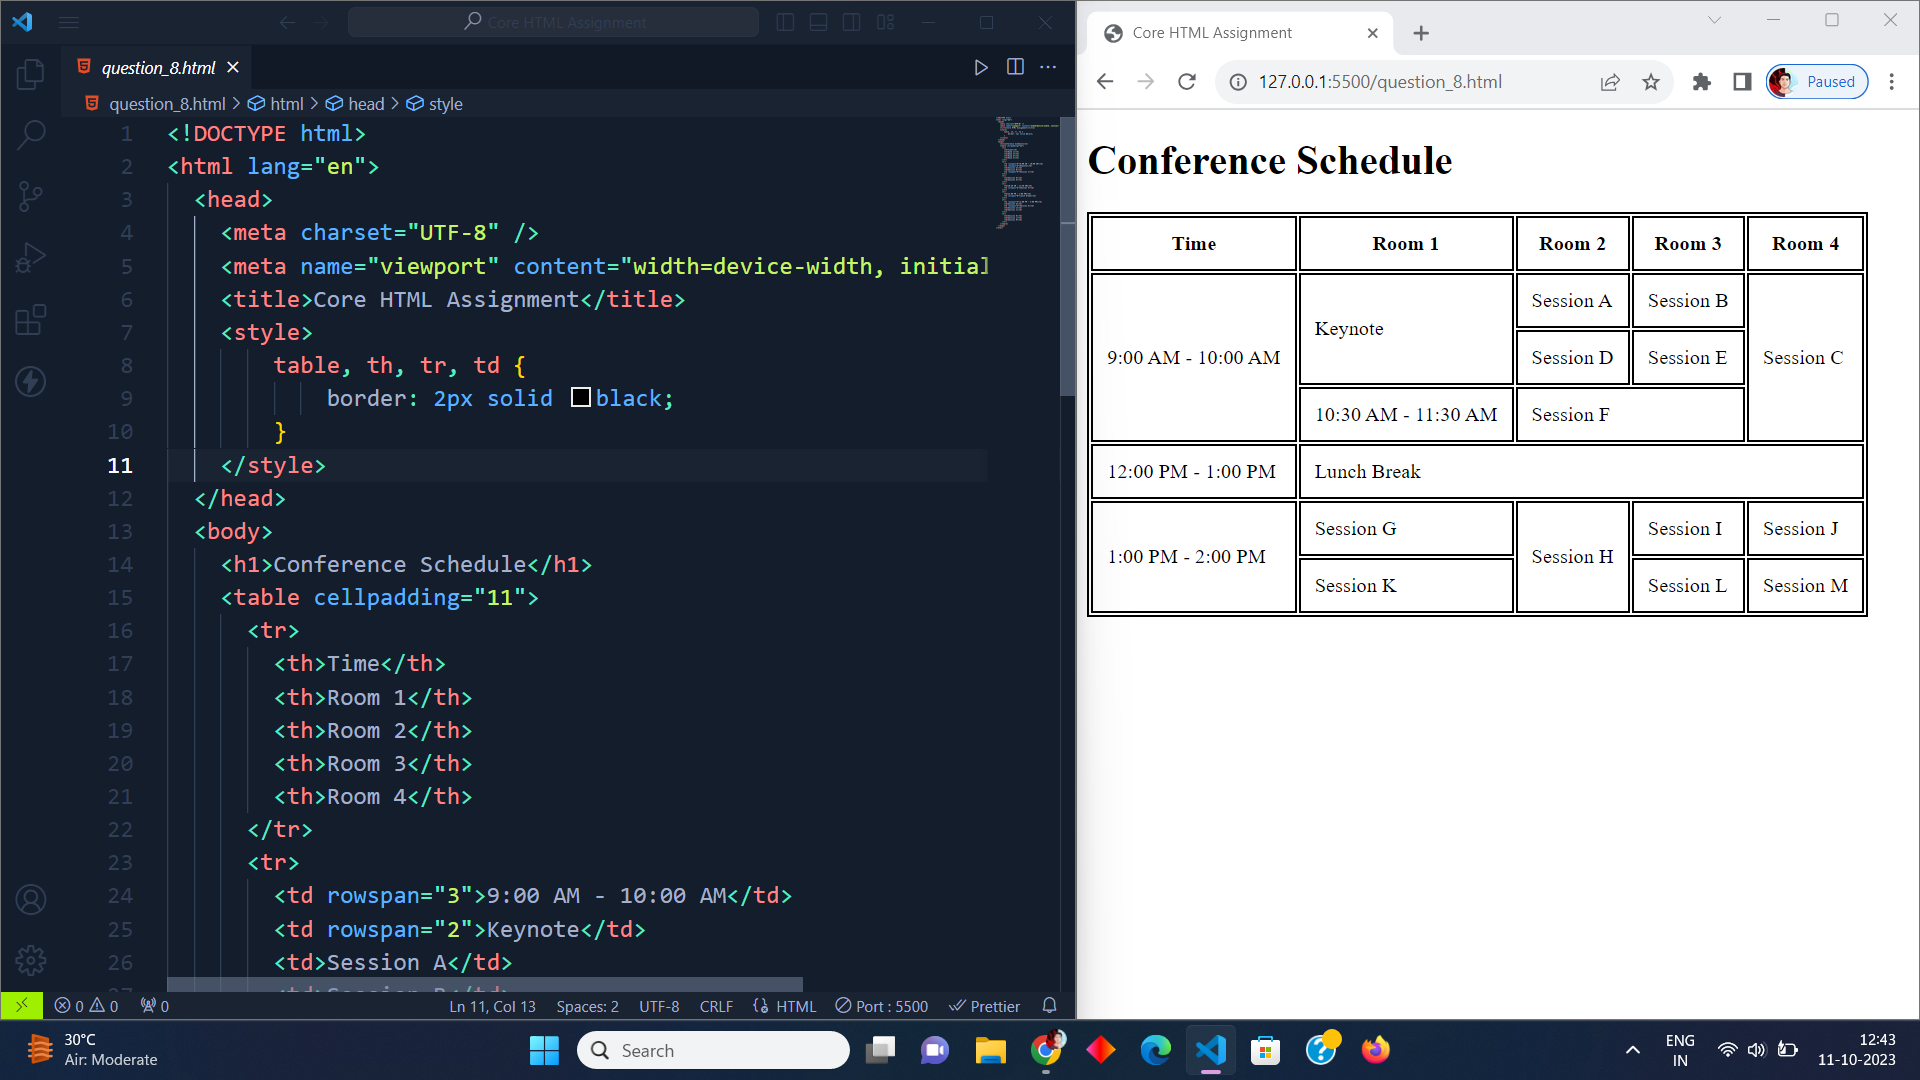 Core HTML Assignment
question_8.html
question_8.html > html > head > style
1 <!DOCTYPE html>
2 <html lang="en">
3 <head>
4 <meta charset="UTF-8" />
5 <meta name="viewport" content="width=device-width, initial
6 <title>Core HTML Assignment</title>
7 <style>
8 table, th, tr, td {
9 border: 2px solid black;
10 }
11 </style>
12 </head>
13 <body>
14 <h1>Conference Schedule</h1>
15 <table cellpadding="11">
16 <tr>
17 <th>Time</th>
18 <th>Room 1</th>
19 <th>Room 2</th>
20 <th>Room 3</th>
21 <th>Room 4</th>
22 </tr>
23 <tr>
24 <td rowspan="3">9:00 AM - 10:00 AM</td>
25 <td rowspan="2">Keynote</td>
26 <td>Session A</td>
0 0 0 Ln 11, Col 13 Spaces: 2 UTF-8 CRLF HTML Port : 5500 Prettier
Core HTML Assignment
127.0.0.1:5500/question_8.html Paused
Conference Schedule
Time Room 1 Room 2 Room 3 Room 4
9:00 AM - 10:00 AM Keynote Session A Session B Session C
Session D Session E
10:30 AM - 11:30 AM Session F
12:00 PM - 1:00 PM Lunch Break
1:00 PM - 2:00 PM Session G Session H Session I Session J
Session K Session L Session M
30°C
Air: Moderate
Search
ENG
IN
12:43
11-10-2023